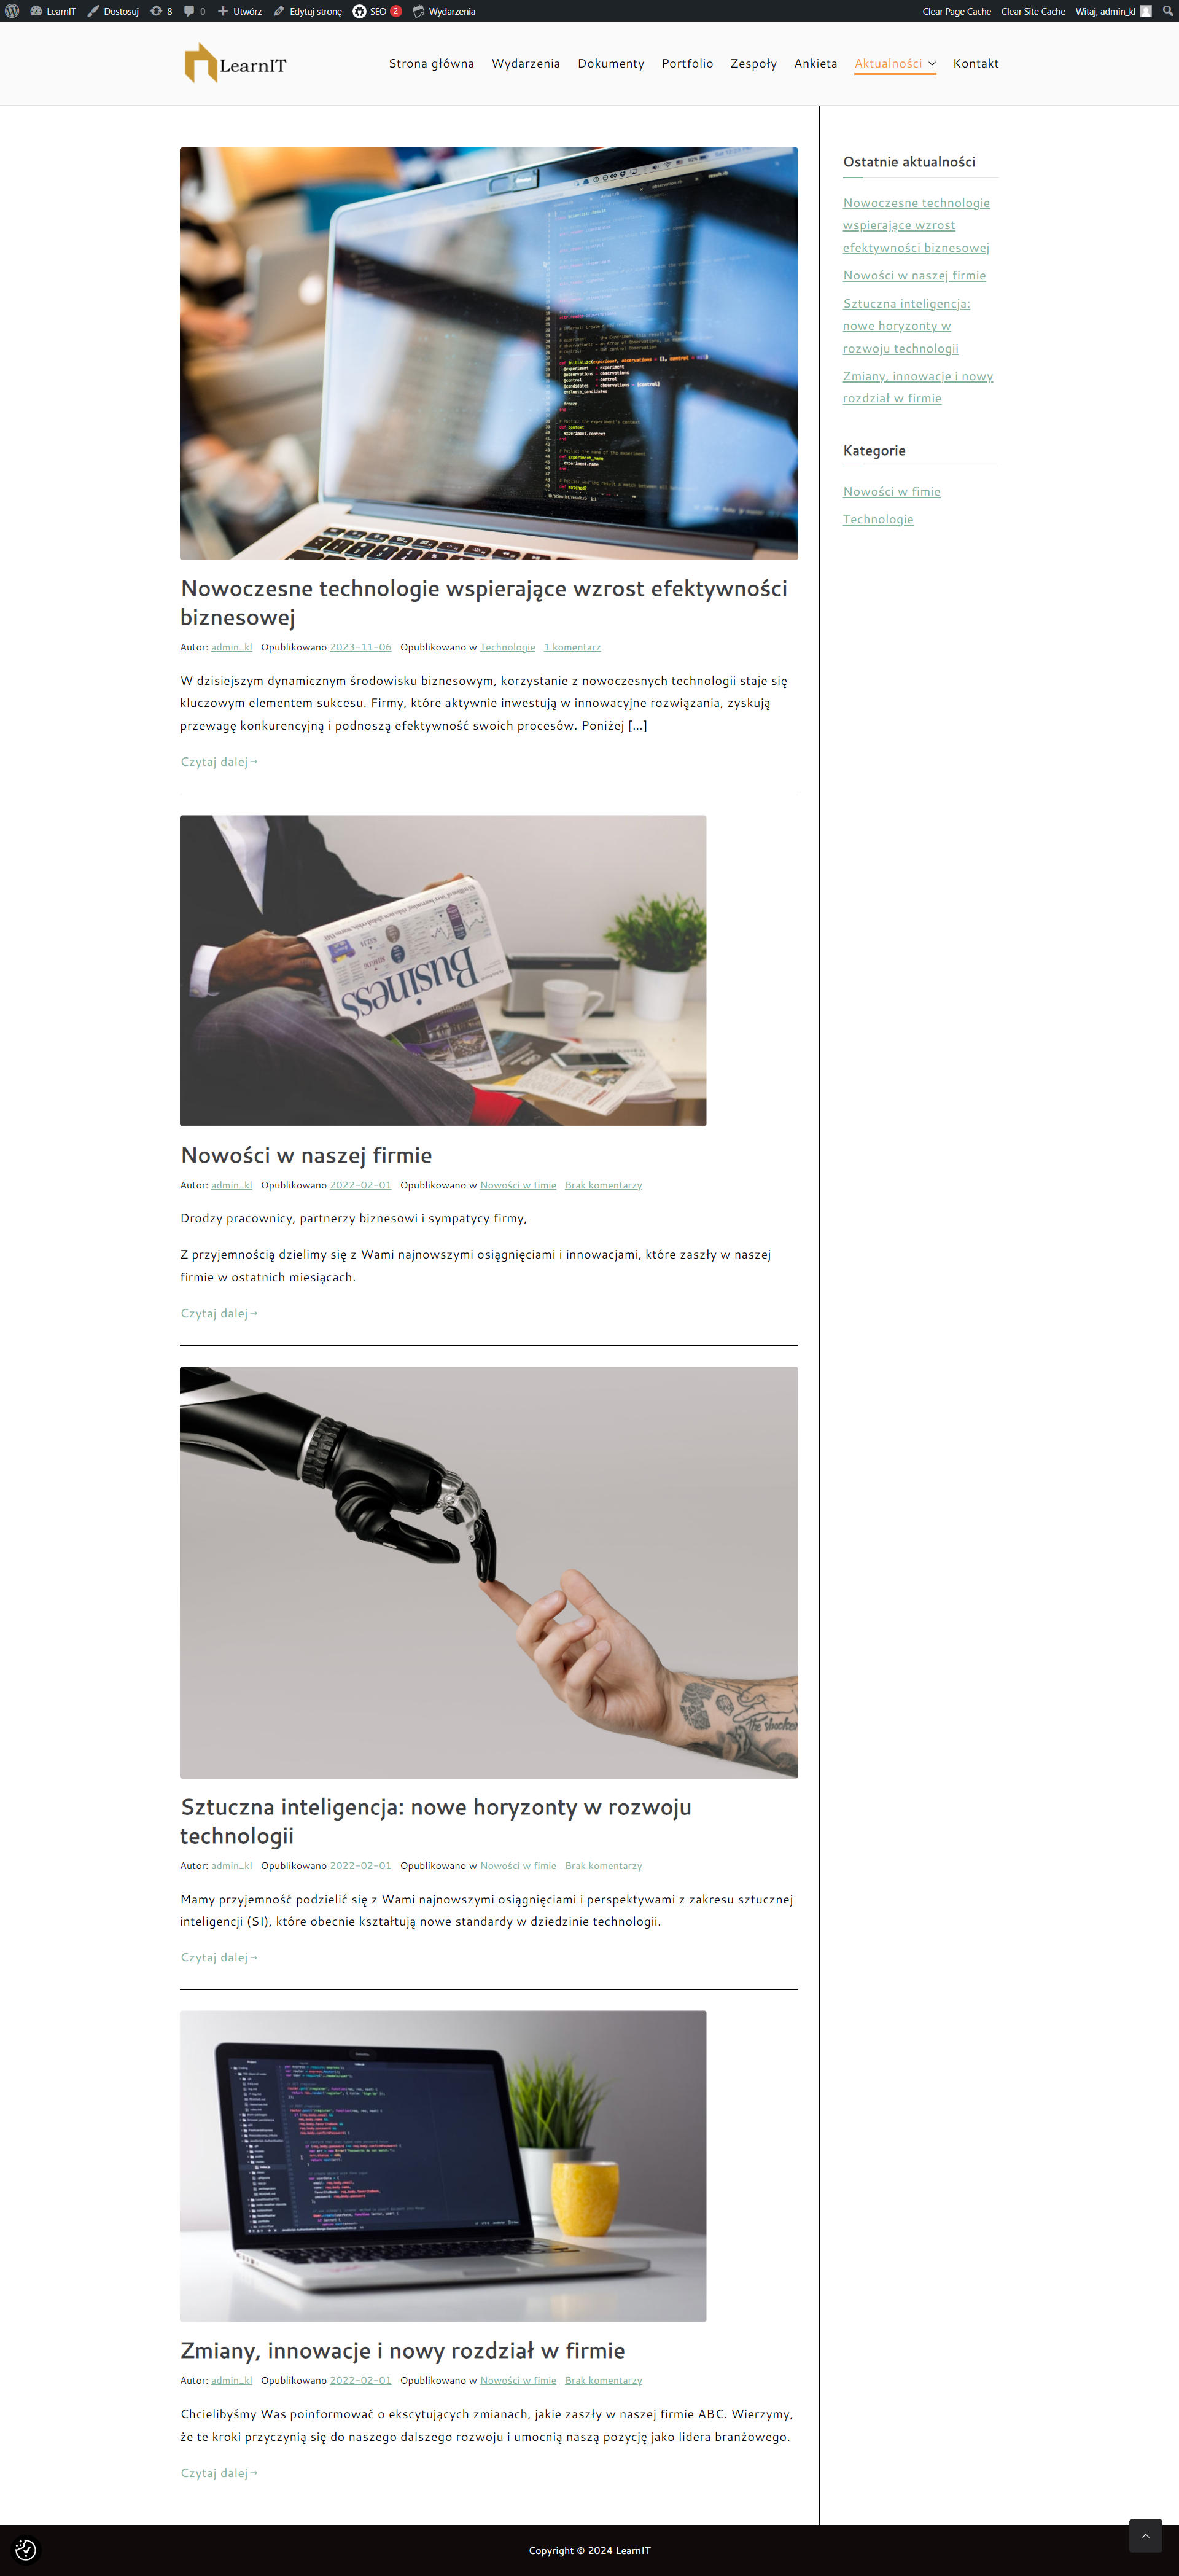 LearnIT Dostosuj 8 0 Utwórz Edytuj stronę SEO 2 Wydarzenia Clear Page Cache Clear Site Cache Witaj, admin_kl
LearnIT
Strona główna Wydarzenia Dokumenty Portfolio Zespoły Ankieta Aktualności Kontakt
Nowoczesne technologie wspierające wzrost efektywności
biznesowej
Autor: admin_kl Opublikowano 2023-11-06 Opublikowano w Technologie 1 komentarz
W dzisiejszym dynamicznym środowisku biznesowym, korzystanie z nowoczesnych technologii staje się
kluczowym elementem sukcesu. Firmy, które aktywnie inwestują w innowacyjne rozwiązania, zyskują
przewagę konkurencyjną i podnoszą efektywność swoich procesów. Poniżej [...]
Czytaj dalej→
Business
Nowości w naszej firmie
Autor: admin_kl Opublikowano 2022-02-01 Opublikowano w Nowości w fimie Brak komentarzy
Drodzy pracownicy, partnerzy biznesowi i sympatycy firmy,
Z przyjemnością dzielimy się z Wami najnowszymi osiągnięciami i innowacjami, które zaszły w naszej
firmie w ostatnich miesiącach.
Czytaj dalej→
Sztuczna inteligencja: nowe horyzonty w rozwoju
technologii
Autor: admin_kl Opublikowano 2022-02-01 Opublikowano w Nowości w fimie Brak komentarzy
Mamy przyjemność podzielić się z Wami najnowszymi osiągnięciami i perspektywami z zakresu sztucznej
inteligencji (SI), które obecnie kształtują nowe standardy w dziedzinie technologii.
Czytaj dalej→
Zmiany, innowacje i nowy rozdział w firmie
Autor: admin_kl Opublikowano 2022-02-01 Opublikowano w Nowości w fimie Brak komentarzy
Chcielibyśmy Was poinformować o ekscytujących zmianach, jakie zaszły w naszej firmie ABC. Wierzymy,
że te kroki przyczynią się do naszego dalszego rozwoju i umocnią naszą pozycję jako lidera branżowego.
Czytaj dalej→
Ostatnie aktualności
Nowoczesne technologie
wspierające wzrost
efektywności biznesowej
Nowości w naszej firmie
Sztuczna inteligencja:
nowe horyzonty w
rozwoju technologii
Zmiany, innowacje i nowy
rozdział w firmie
Kategorie
Nowości w fimie
Technologie
Copyright © 2024 LearnIT